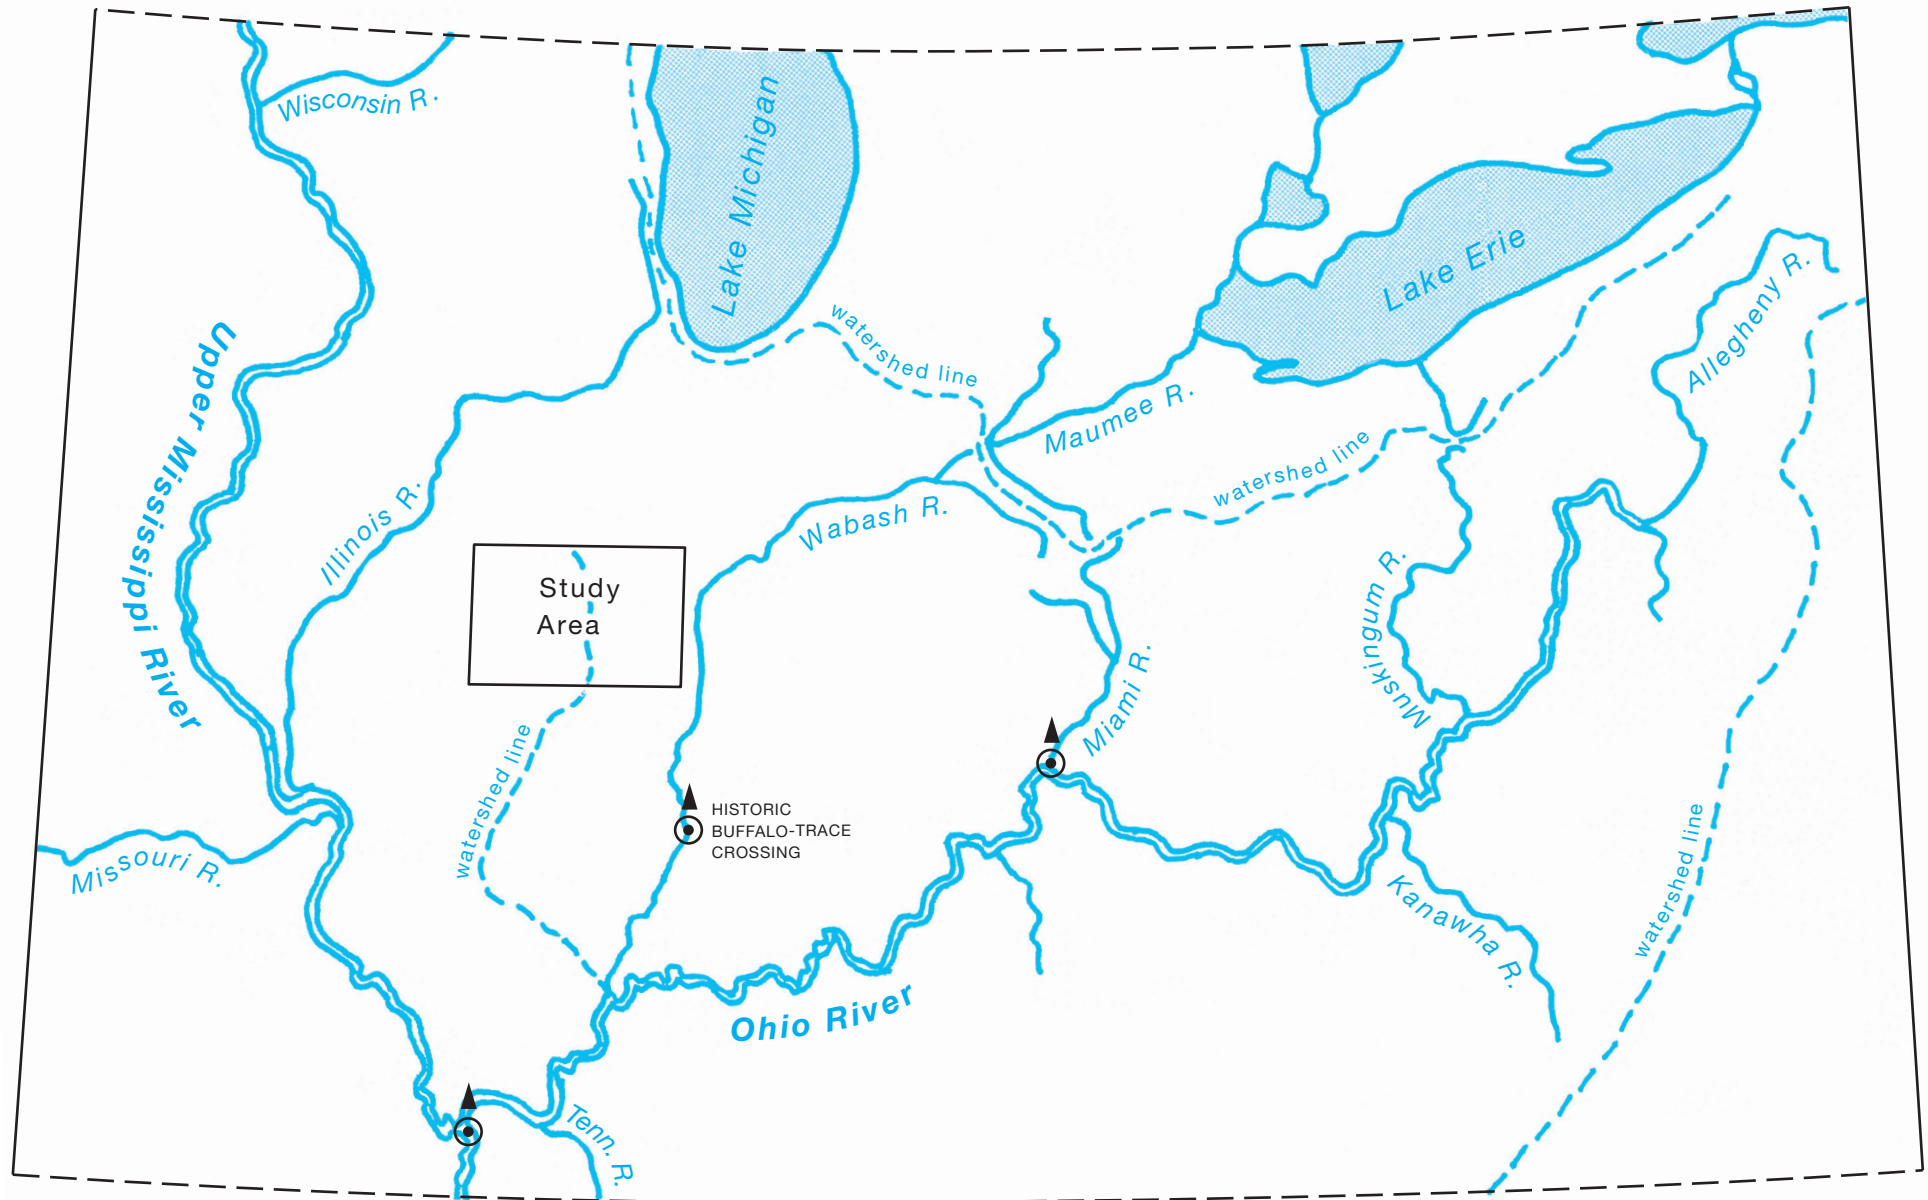 Wisconsin R.
Lake Michigan
Lake Erie
Allegheny R.
watershed line
Upper Mississippi River
Maumee R.
watershed line
Illinois R.
Wabash R.
Study
Area
Muskingum R.
Miami R.
watershed line
HISTORIC
BUFFALO-TRACE
CROSSING
Missouri R.
watershed line
Kanawha R.
Ohio River
Tenn. R.